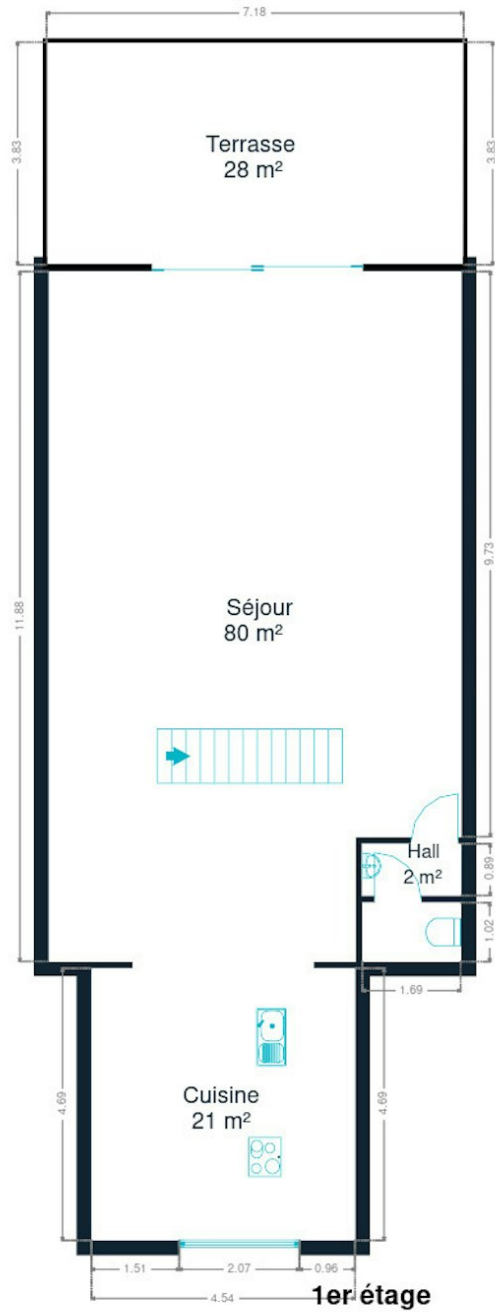 7.18
3.83
3.83
Terrasse
28 m²
11.88
9.73
Séjour
80 m²
Hall
2 m²
0.89
1.02
1.69
4.69
4.69
Cuisine
21 m²
1.51
2.07
0.96
4.54
1er étage